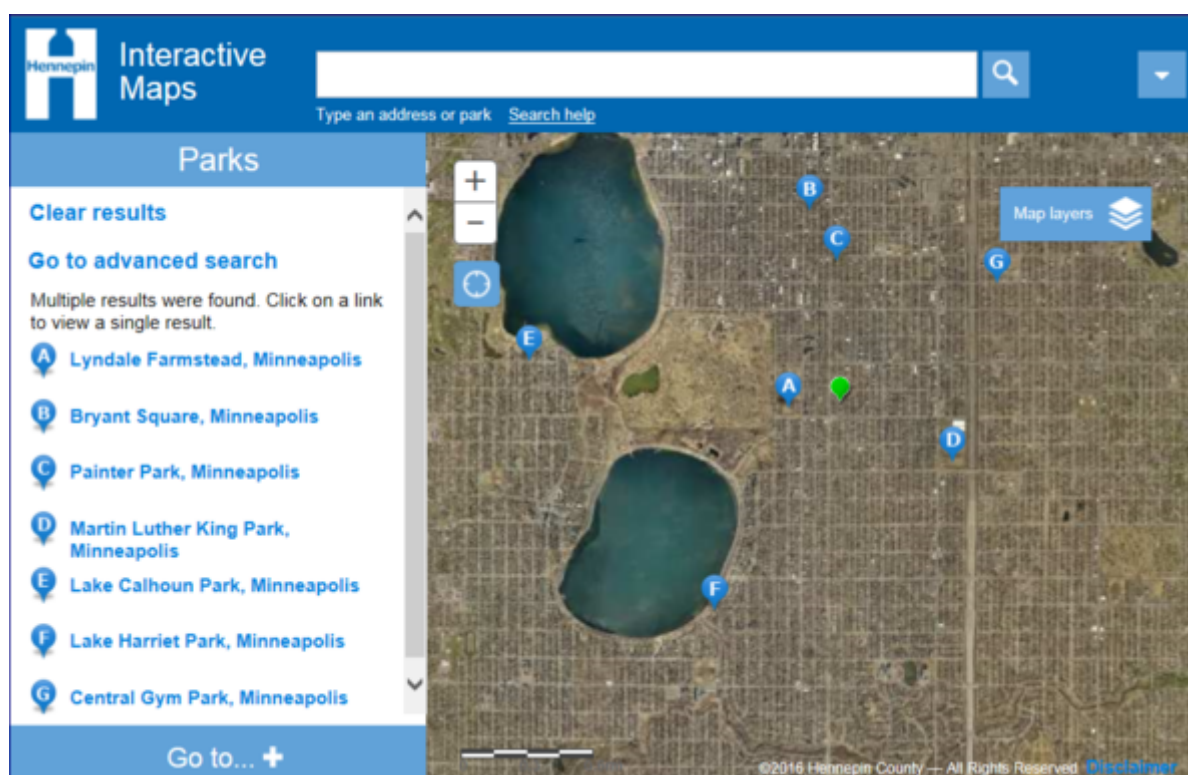 Hennepin
Interactive
Maps
Type an address or park Search help
Parks
Clear results
Go to advanced search
Multiple results were found. Click on a link
to view a single result.
A Lyndale Farmstead, Minneapolis
B Bryant Square, Minneapolis
C Painter Park, Minneapolis
D Martin Luther King Park,
Minneapolis
E Lake Calhoun Park, Minneapolis
F Lake Harriet Park, Minneapolis
G Central Gym Park, Minneapolis
Go to... +
+
−
Map layers
B
C
G
E
A
D
F
©2016 Hennepin County — All Rights Reserved Disclaimer